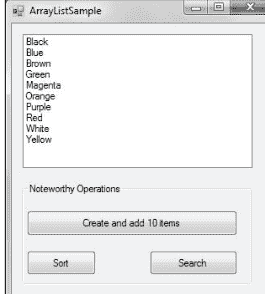 ArrayListSample
Black
Blue
Brown
Green
Magenta
Orange
Purple
Red
White
Yellow
Noteworthy Operations
Create and add 10 items
Sort
Search